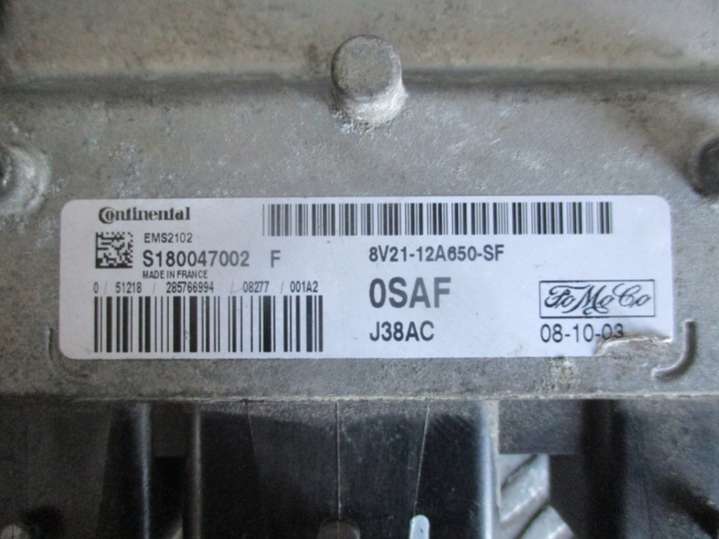 Continental
EMS2102
S180047002 F
MADE IN FRANCE
0 / 51218 / 285766994 / 08277 / 001A2
8V21-12A650-SF
0SAF
FoMoCo
J38AC
08-10-03